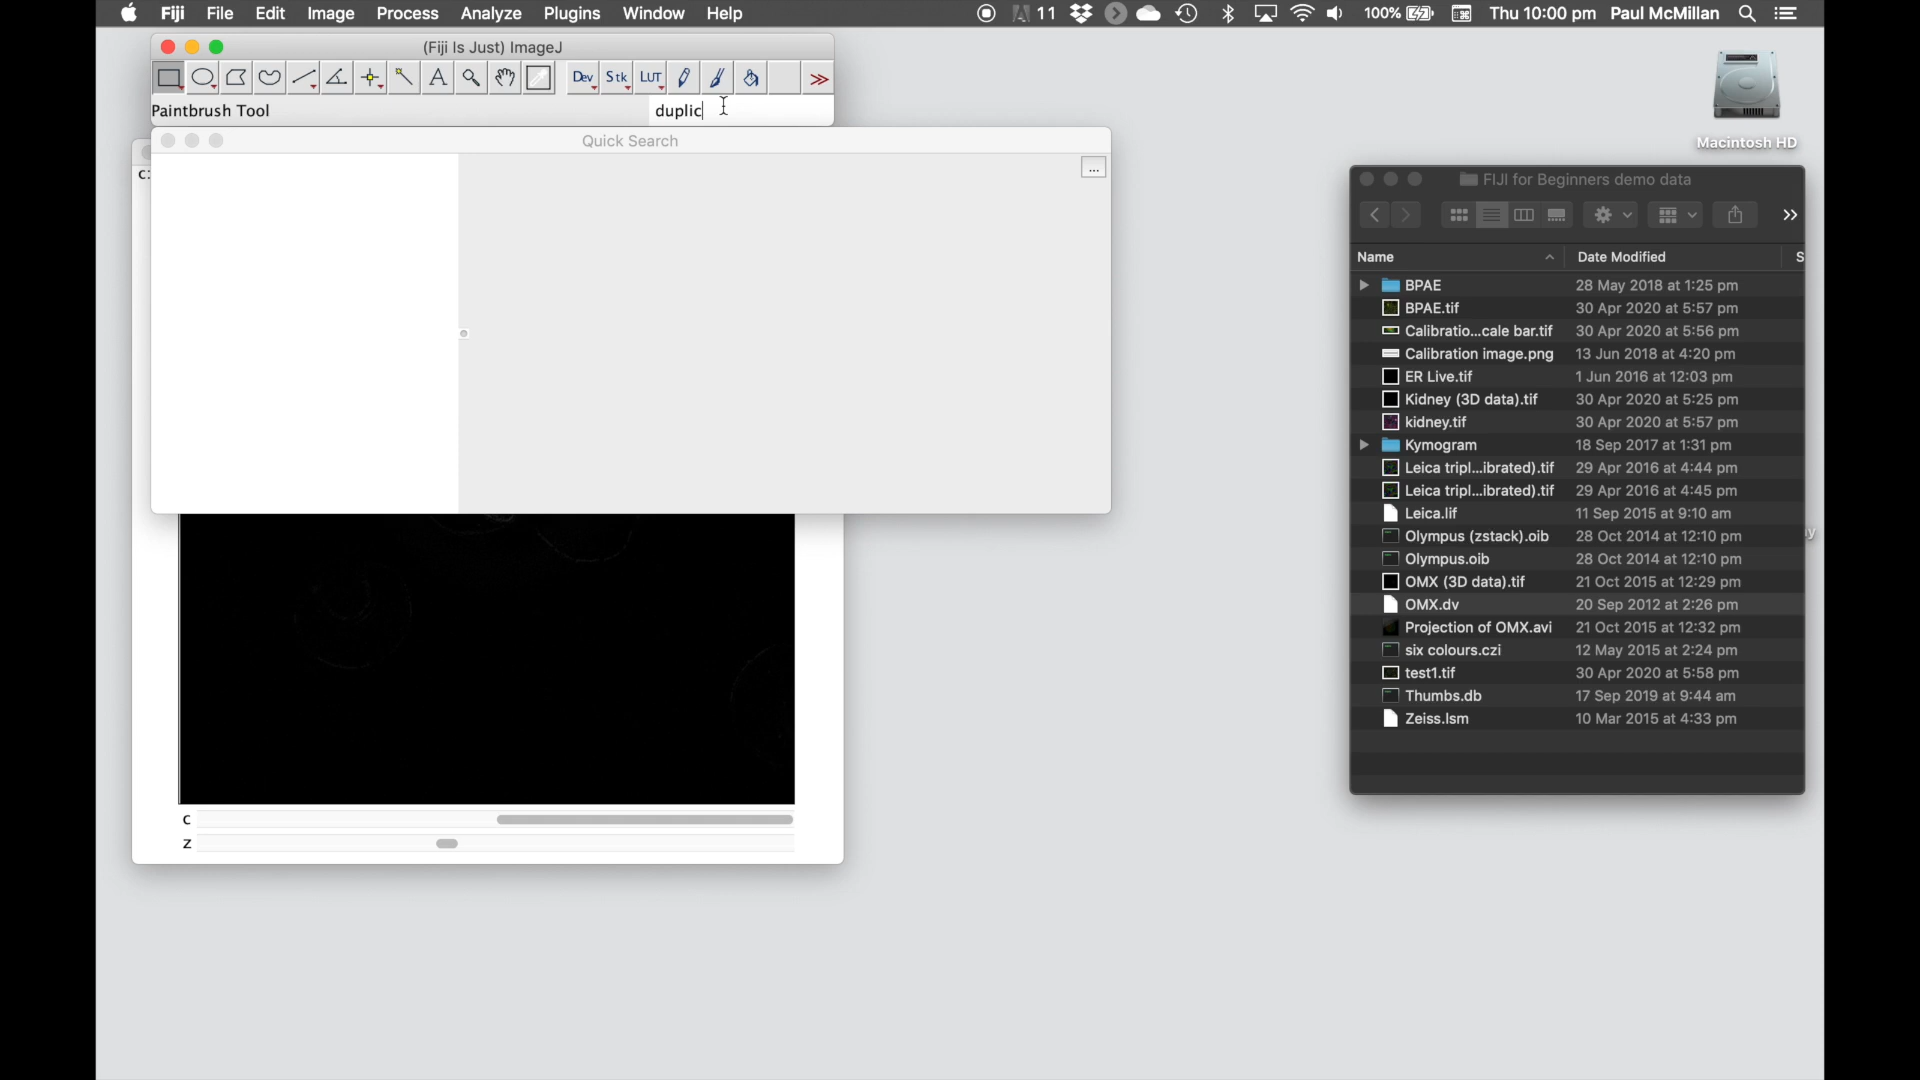 Fiji File Edit Image Process Analyze Plugins Window Help 11 100% Thu 10:00 pm Paul McMillan
(Fiji Is Just) ImageJ
A Dev Stk LUT
Paintbrush Tool duplic
Quick Search
c:
...
C
Z
Macintosh HD
FIJI for Beginners demo data
Name Date Modified S
BPAE 28 May 2018 at 1:25 pm
BPAE.tif 30 Apr 2020 at 5:57 pm
Calibratio...cale bar.tif 30 Apr 2020 at 5:56 pm
Calibration image.png 13 Jun 2018 at 4:20 pm
ER Live.tif 1 Jun 2016 at 12:03 pm
Kidney (3D data).tif 30 Apr 2020 at 5:25 pm
kidney.tif 30 Apr 2020 at 5:57 pm
Kymogram 18 Sep 2017 at 1:31 pm
Leica tripl...ibrated).tif 29 Apr 2016 at 4:44 pm
Leica tripl...ibrated).tif 29 Apr 2016 at 4:45 pm
Leica.lif 11 Sep 2015 at 9:10 am
Olympus (zstack).oib 28 Oct 2014 at 12:10 pm
Olympus.oib 28 Oct 2014 at 12:10 pm
OMX (3D data).tif 21 Oct 2015 at 12:29 pm
OMX.dv 20 Sep 2012 at 2:26 pm
Projection of OMX.avi 21 Oct 2015 at 12:32 pm
six colours.czi 12 May 2015 at 2:24 pm
test1.tif 30 Apr 2020 at 5:58 pm
Thumbs.db 17 Sep 2019 at 9:44 am
Zeiss.lsm 10 Mar 2015 at 4:33 pm